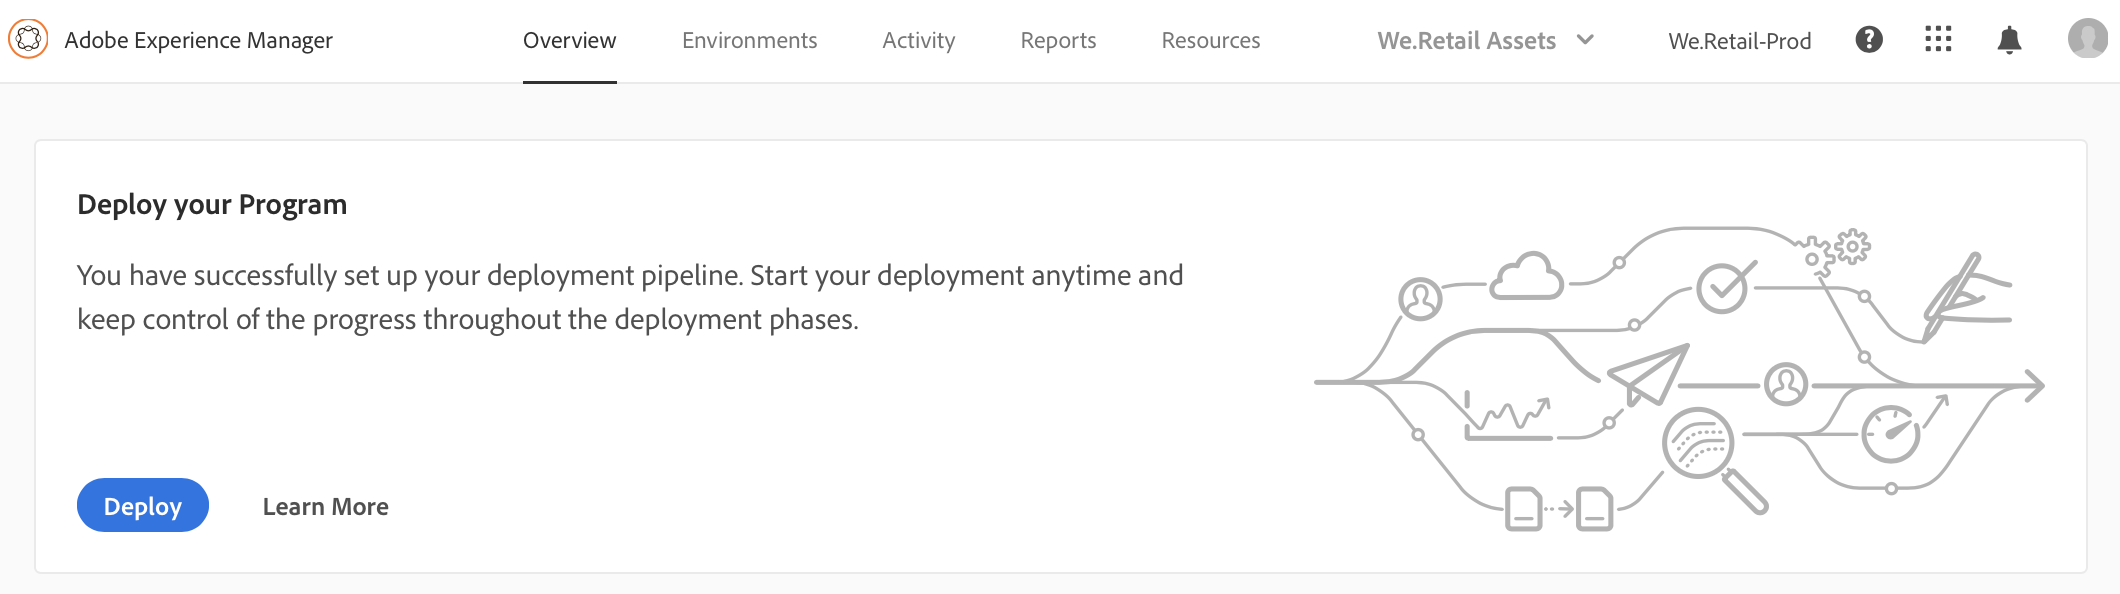 Adobe Experience Manager
Overview
Environments
Activity
Reports
Resources
We.Retail Assets
We.Retail-Prod
Deploy your Program
You have successfully set up your deployment pipeline. Start your deployment anytime and
keep control of the progress throughout the deployment phases.
Deploy
Learn More